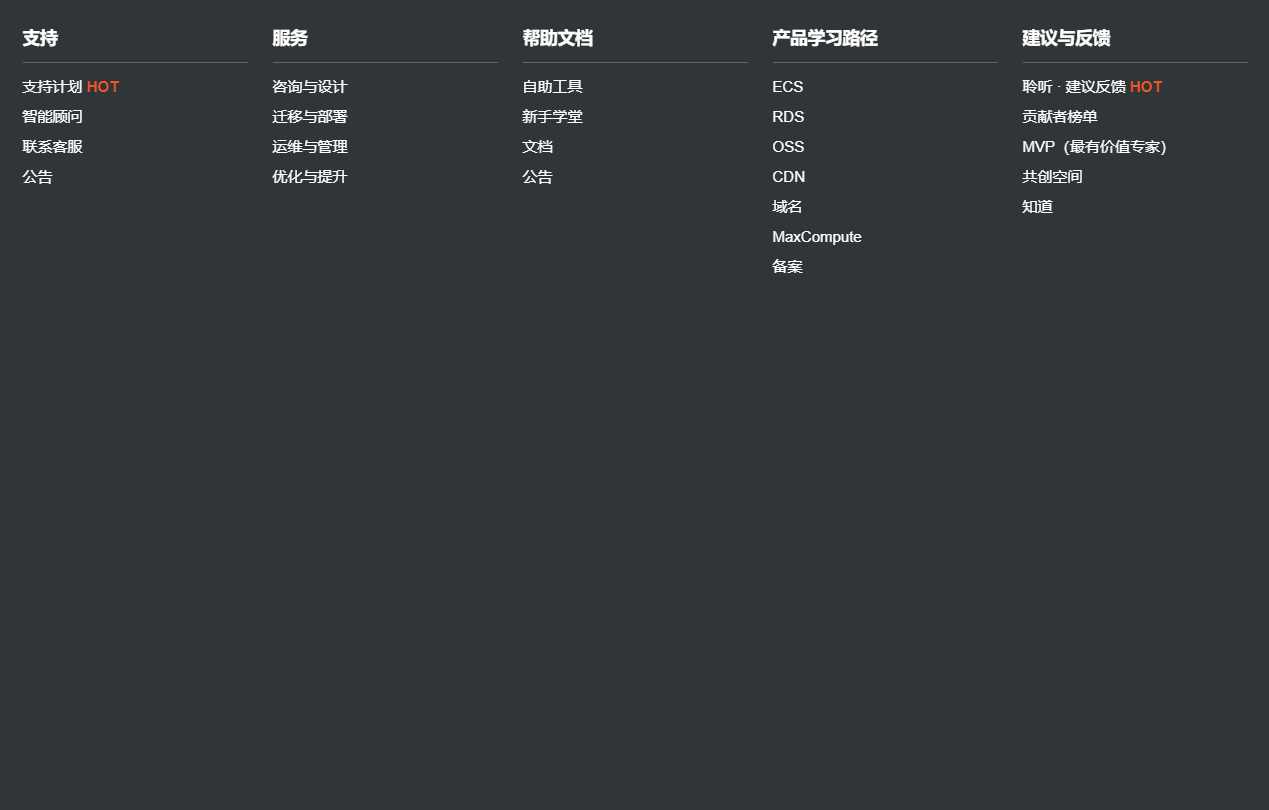 支持
支持计划 HOT
智能顾问
联系客服
公告
服务
咨询与设计
迁移与部署
运维与管理
优化与提升
帮助文档
自助工具
新手学堂
文档
公告
产品学习路径
ECS
RDS
OSS
CDN
域名
MaxCompute
备案
建议与反馈
聆听 · 建议反馈 HOT
贡献者榜单
MVP（最有价值专家）
共创空间
知道